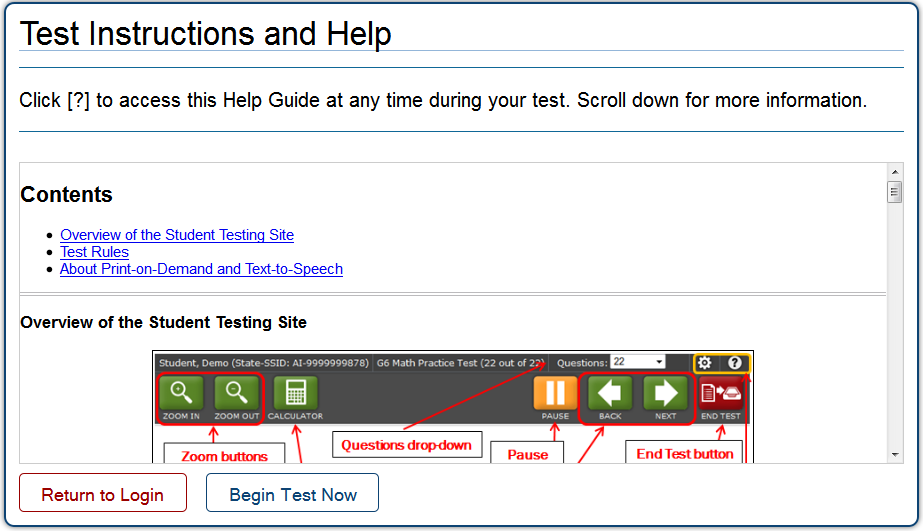 Test Instructions and Help
Click [?] to access this Help Guide at any time during your test. Scroll down for more information.
Contents
Overview of the Student Testing Site
Test Rules
About Print-on-Demand and Text-to-Speech
Overview of the Student Testing Site
Student, Demo (State-SSID: AI-9999999878) G6 Math Practice Test (22 out of 22) Questions: 22 ?
ZOOM IN ZOOM OUT CALCULATOR PAUSE BACK NEXT END TEST
Zoom buttons Questions drop-down Pause End Test button
Return to Login Begin Test Now